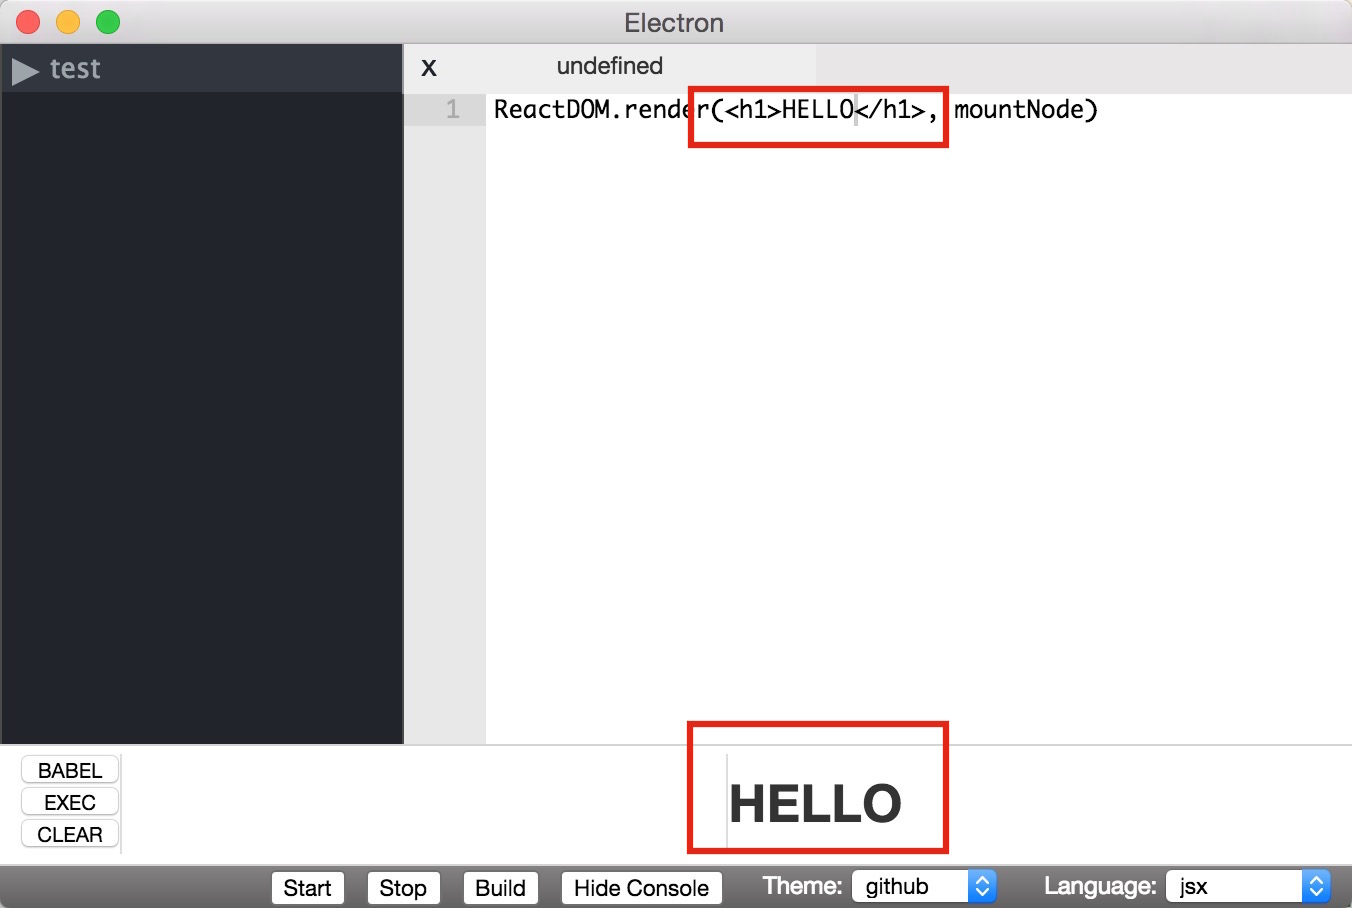 Electron
test
X undefined
1 ReactDOM.render(<h1>HELLO</h1>, mountNode)
BABEL
EXEC
CLEAR
HELLO
Start Stop Build Hide Console Theme: github Language: jsx